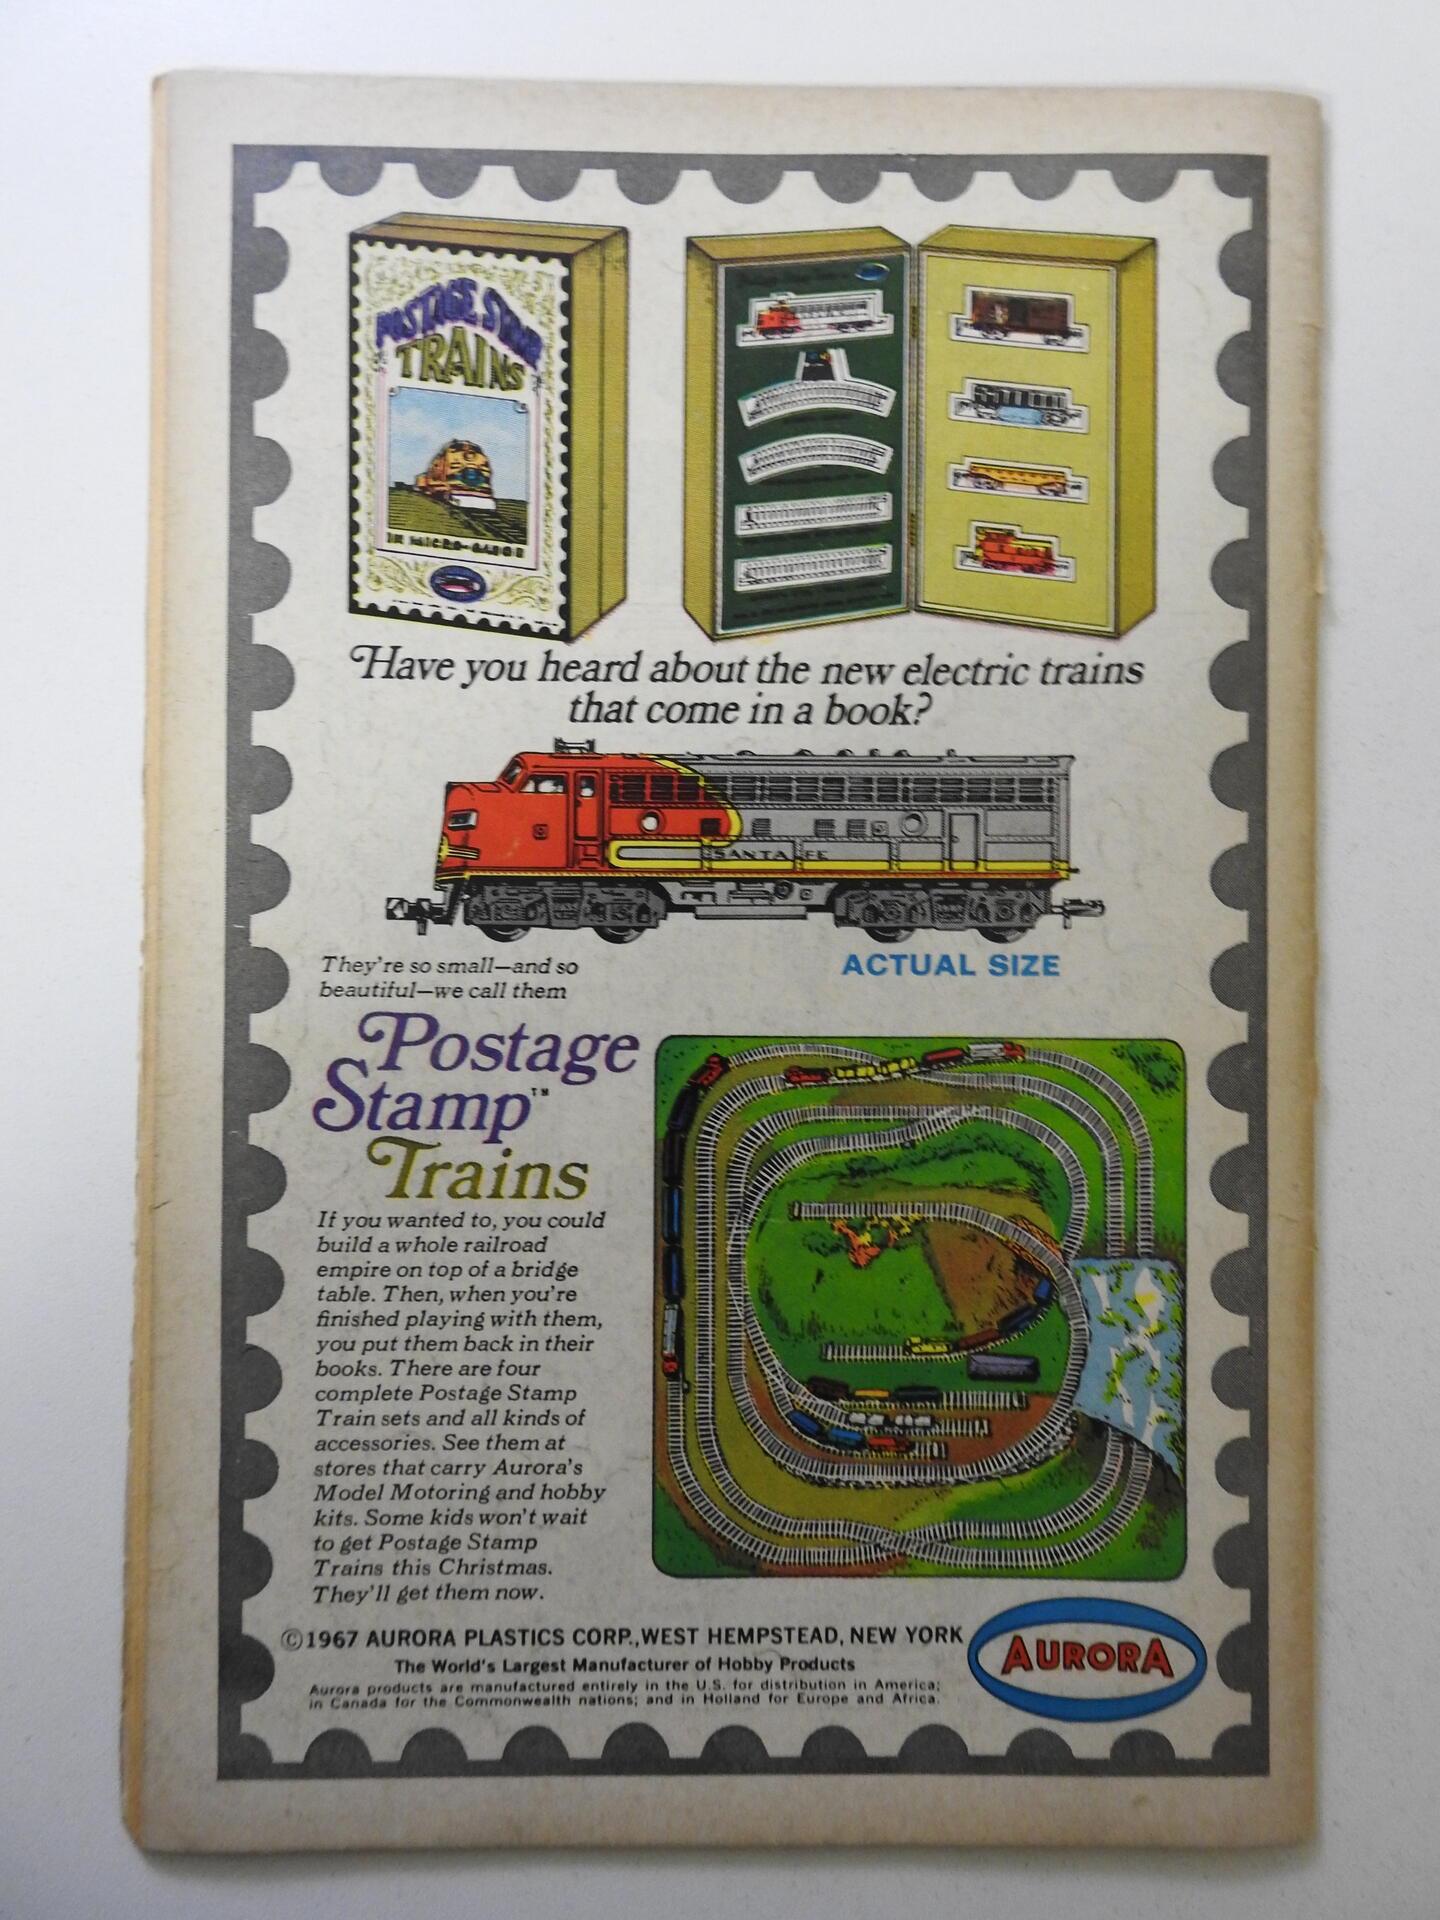 POSTAGE STAMP
TRAINS
IN MICRO-GAUGE
Have you heard about the new electric trains
that come in a book?
SANTA FE
They're so small—and so
beautiful—we call them
ACTUAL SIZE
Postage
Stamp™
Trains
If you wanted to, you could
build a whole railroad
empire on top of a bridge
table. Then, when you're
finished playing with them,
you put them back in their
books. There are four
complete Postage Stamp
Train sets and all kinds of
accessories. See them at
stores that carry Aurora's
Model Motoring and hobby
kits. Some kids won't wait
to get Postage Stamp
Trains this Christmas.
They'll get them now.
©1967 AURORA PLASTICS CORP., WEST HEMPSTEAD, NEW YORK
The World's Largest Manufacturer of Hobby Products
Aurora products are manufactured entirely in the U.S. for distribution in America;
in Canada for the Commonwealth nations; and in Holland for Europe and Africa.
AURORA